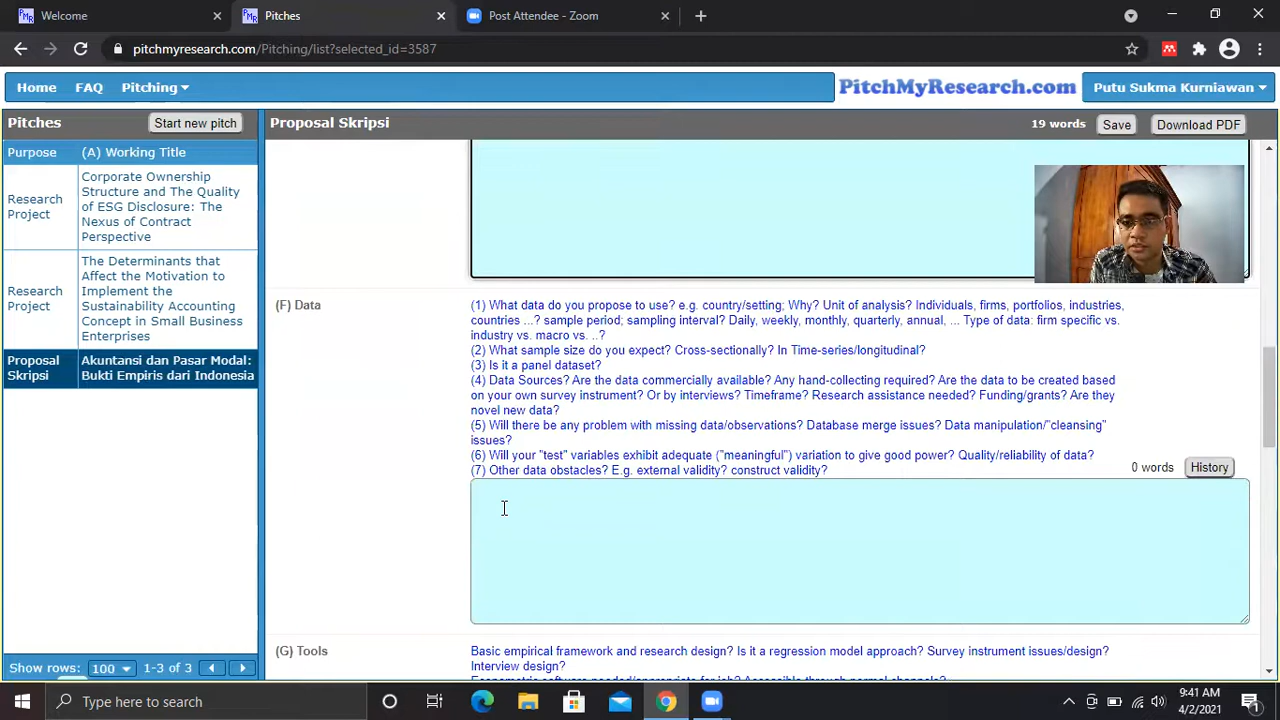 Welcome
Pitches
Post Attendee - Zoom
pitchmyresearch.com/Pitching/list?selected_id=3587
Home FAQ Pitching
PitchMyResearch.com
Putu Sukma Kurniawan
Pitches
Start new pitch
Proposal Skripsi
19 words
Save
Download PDF
Purpose
(A) Working Title
Research
Project
Corporate Ownership
Structure and The Quality
of ESG Disclosure: The
Nexus of Contract
Perspective
Research
Project
The Determinants that
Affect the Motivation to
Implement the
Sustainability Accounting
Concept in Small Business
Enterprises
Proposal
Skripsi
Akuntansi dan Pasar Modal:
Bukti Empiris dari Indonesia
(F) Data
(1) What data do you propose to use? e.g. country/setting; Why? Unit of analysis? Individuals, firms, portfolios, industries,
countries ...? sample period; sampling interval? Daily, weekly, monthly, quarterly, annual, ... Type of data: firm specific vs.
industry vs. macro vs. ..?
(2) What sample size do you expect? Cross-sectionally? In Time-series/longitudinal?
(3) Is it a panel dataset?
(4) Data Sources? Are the data commercially available? Any hand-collecting required? Are the data to be created based
on your own survey instrument? Or by interviews? Timeframe? Research assistance needed? Funding/grants? Are they
novel new data?
(5) Will there be any problem with missing data/observations? Database merge issues? Data manipulation/"cleansing"
issues?
(6) Will your "test" variables exhibit adequate ("meaningful") variation to give good power? Quality/reliability of data?
(7) Other data obstacles? E.g. external validity? construct validity?
0 words
History
(G) Tools
Basic empirical framework and research design? Is it a regression model approach? Survey instrument issues/design?
Interview design?
Econometric software needed/appropriate for job? Accessible through normal channels?
Show rows: 100 1-3 of 3
Type here to search
9:41 AM
4/2/2021
1